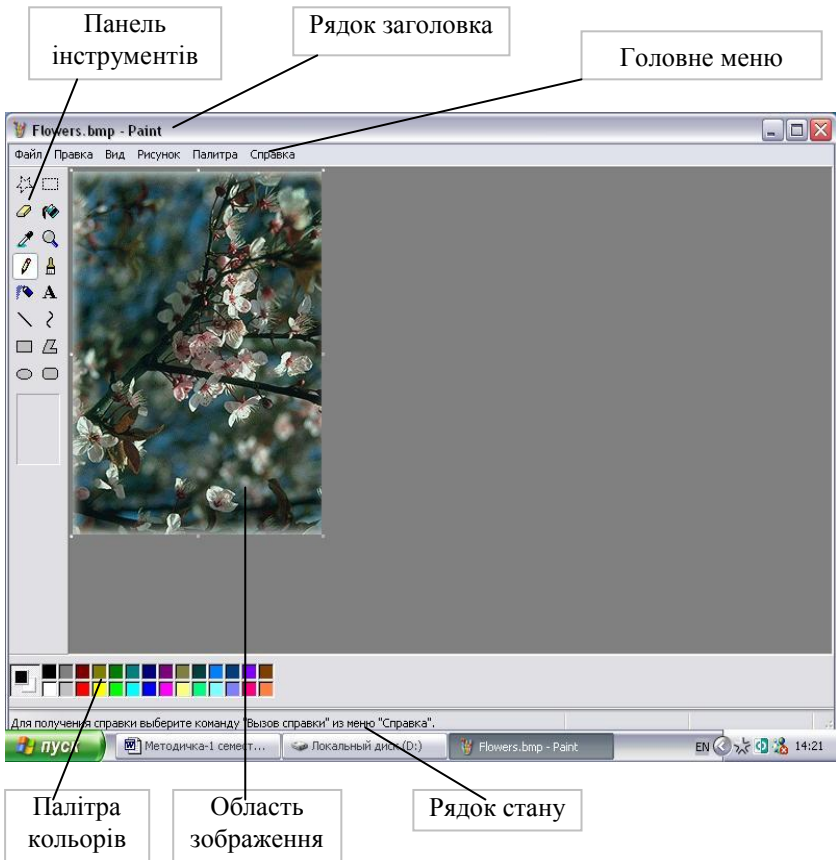 Панель
інструментів
Рядок заголовка
Головне меню
Flowers.bmp - Paint
Файл Правка Вид Рисунок Палитра Справка
A
Для получения справки выберите команду "Вызов справки" из меню "Справка".
пуск Методичка-1 семест... Локальный диск (D:) Flowers.bmp - Paint EN 14:21
Палітра
кольорів
Область
зображення
Рядок стану